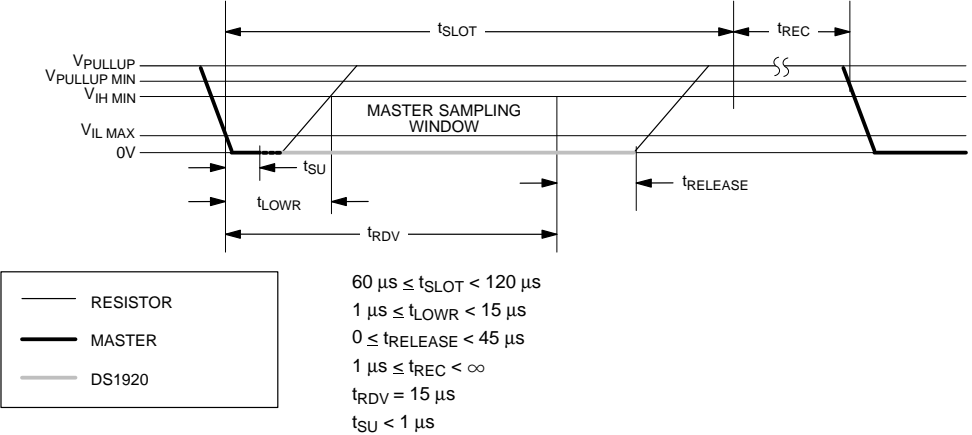 tSLOT
tREC
VPULLUP
VPULLUP MIN
VIH MIN
MASTER SAMPLING
WINDOW
VIL MAX
0V
tSU
tRELEASE
tLOWR
tRDV
RESISTOR
MASTER
DS1920
60 μs ≤ tSLOT < 120 μs
1 μs ≤ tLOWR < 15 μs
0 ≤ tRELEASE < 45 μs
1 μs ≤ tREC < ∞
tRDV = 15 μs
tSU < 1 μs